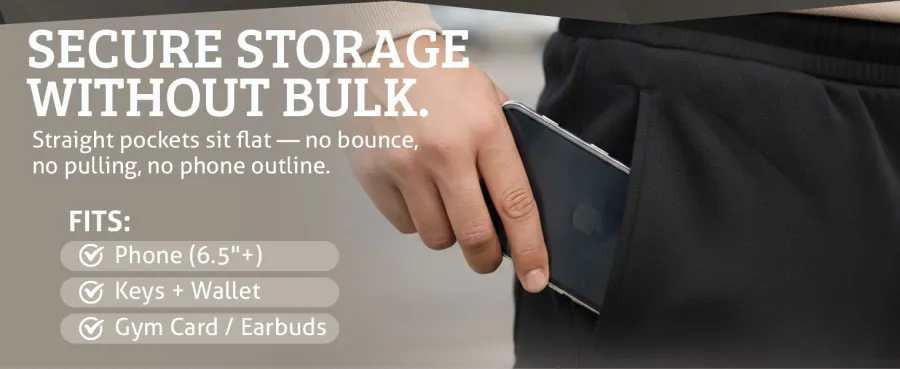 SECURE STORAGE
WITHOUT BULK.
Straight pockets sit flat — no bounce,
no pulling, no phone outline.
FITS:
Phone (6.5"+)
Keys + Wallet
Gym Card / Earbuds